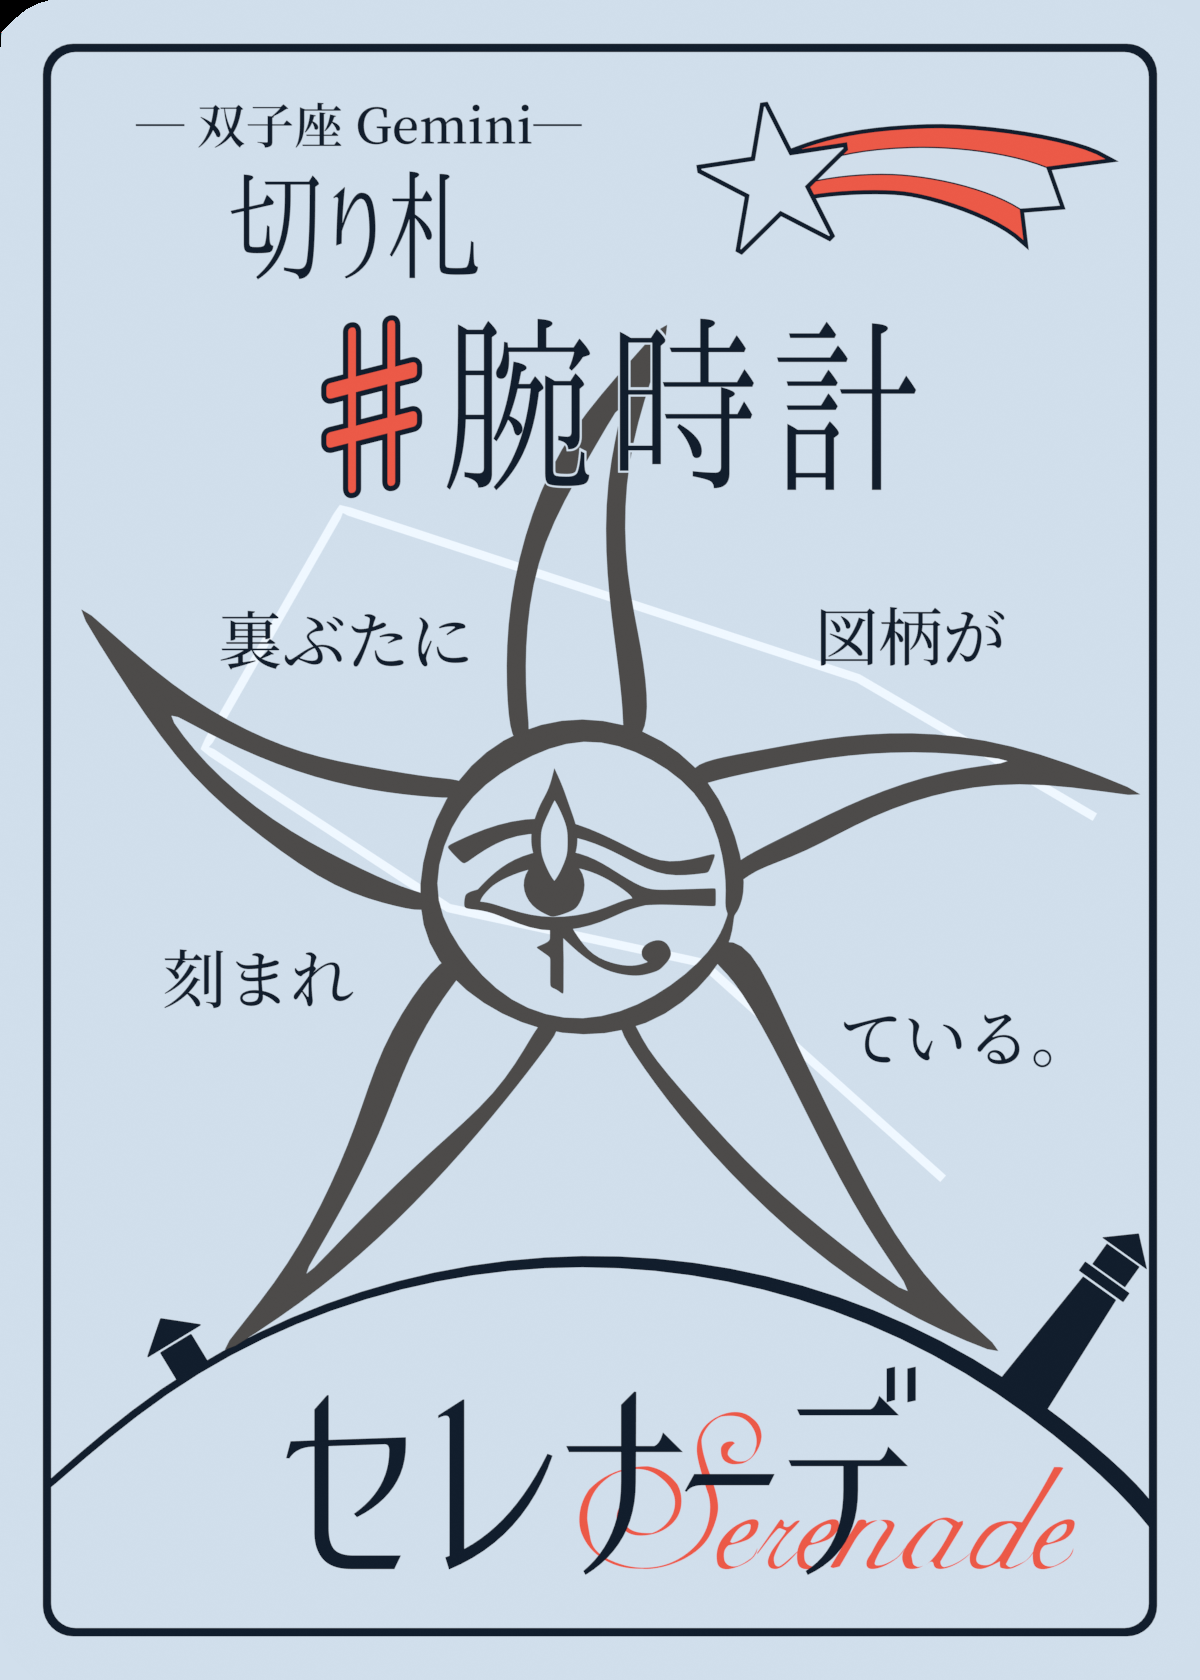 ― 双子座 Gemini―
切り札
#腕時計
裏ぶたに
図柄が
刻まれ
ている。
セレナーデ
Serenade